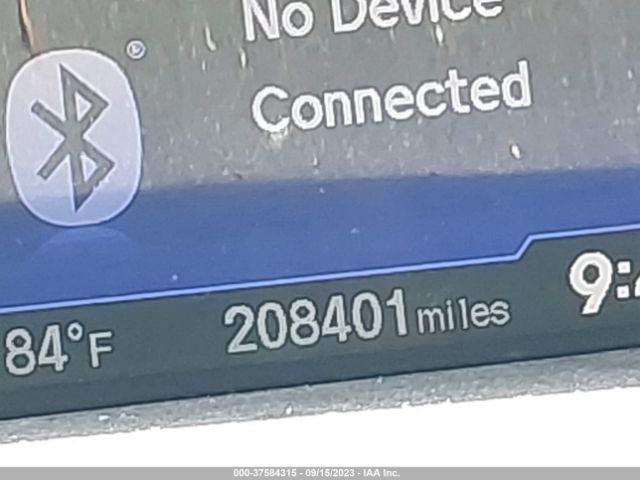 No Device
®
Connected
84°F
208401 miles
9:
000-37584315 - 09/15/2023 - IAA Inc.